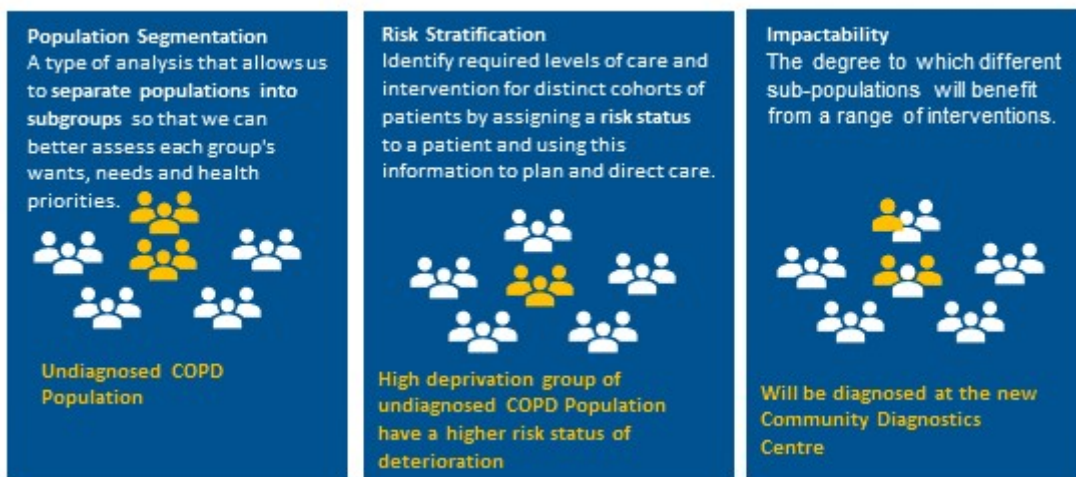 Population Segmentation
A type of analysis that allows us
to separate populations into
subgroups so that we can
better assess each group's
wants, needs and health
priorities.
Undiagnosed COPD
Population
Risk Stratification
Identify required levels of care and
intervention for distinct cohorts of
patients by assigning a risk status
to a patient and using this
information to plan and direct care.
High deprivation group of
undiagnosed COPD Population
have a higher risk status of
deterioration
Impactability
The degree to which different
sub-populations will benefit
from a range of interventions.
Will be diagnosed at the new
Community Diagnostics
Centre